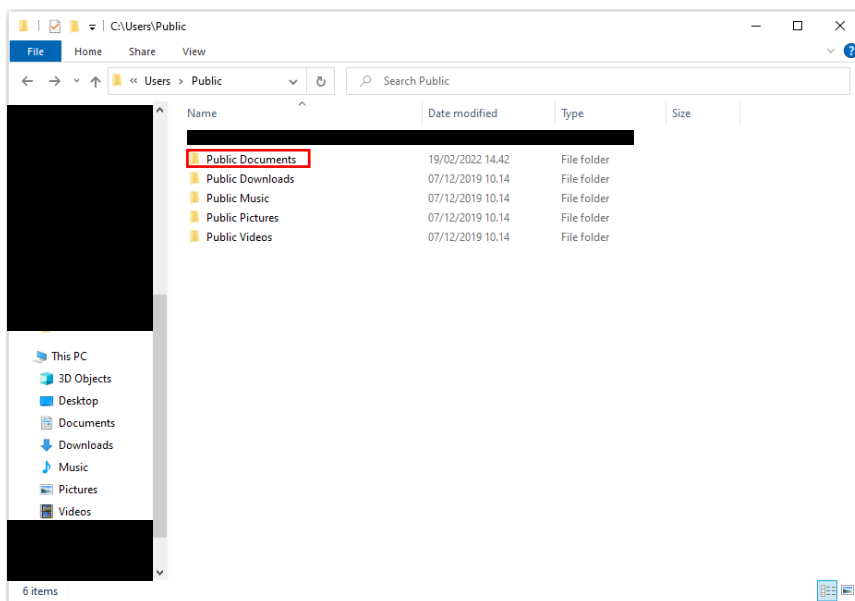 C:\Users\Public
File Home Share View
« Users > Public Search Public
Name Date modified Type Size
Public Documents 19/02/2022 14.42 File folder
Public Downloads 07/12/2019 10.14 File folder
Public Music 07/12/2019 10.14 File folder
Public Pictures 07/12/2019 10.14 File folder
Public Videos 07/12/2019 10.14 File folder
This PC
3D Objects
Desktop
Documents
Downloads
Music
Pictures
Videos
6 items